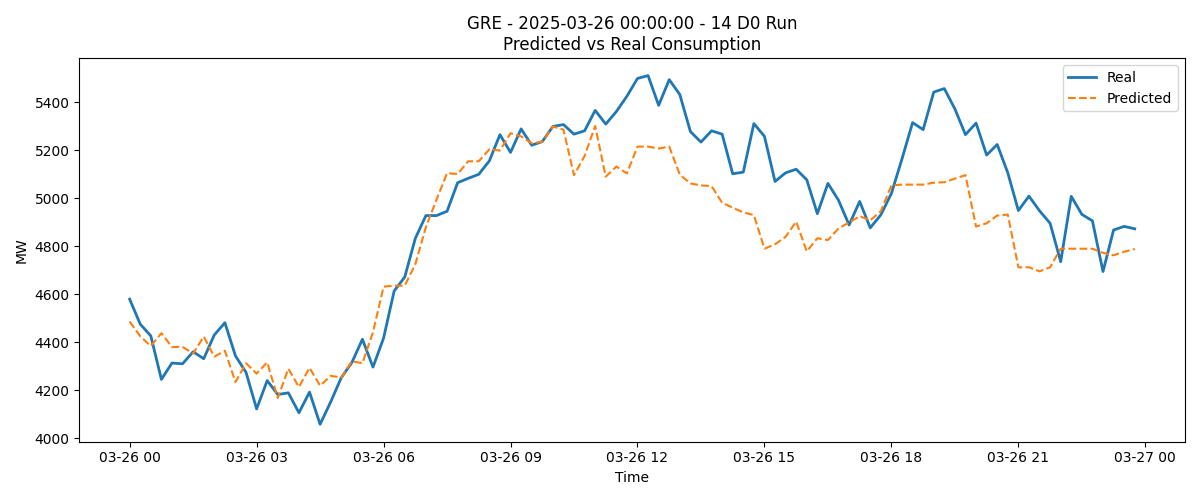 GRE - 2025-03-26 00:00:00 - 14 D0 Run
Predicted vs Real Consumption
Real
Predicted
5400
5200
5000
4800
4600
4400
4200
4000
MW
03-26 00
03-26 03
03-26 06
03-26 09
03-26 12
03-26 15
03-26 18
03-26 21
03-27 00
Time